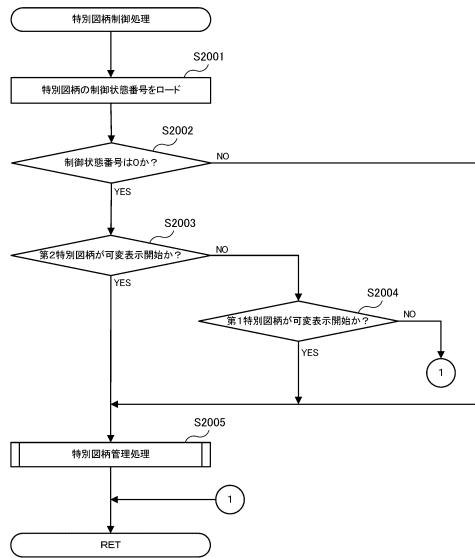 特別図柄制御処理
S2001
特別図柄の制御状態番号をロード
S2002
制御状態番号は0か?
NO
YES
S2003
第2特別図柄が可変表示開始か?
NO
YES
S2004
第1特別図柄が可変表示開始か?
NO
YES
1
S2005
特別図柄管理処理
1
RET